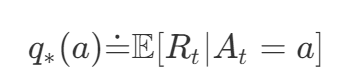 q_*(a) ≐ 𝔼[R_t|A_t = a]